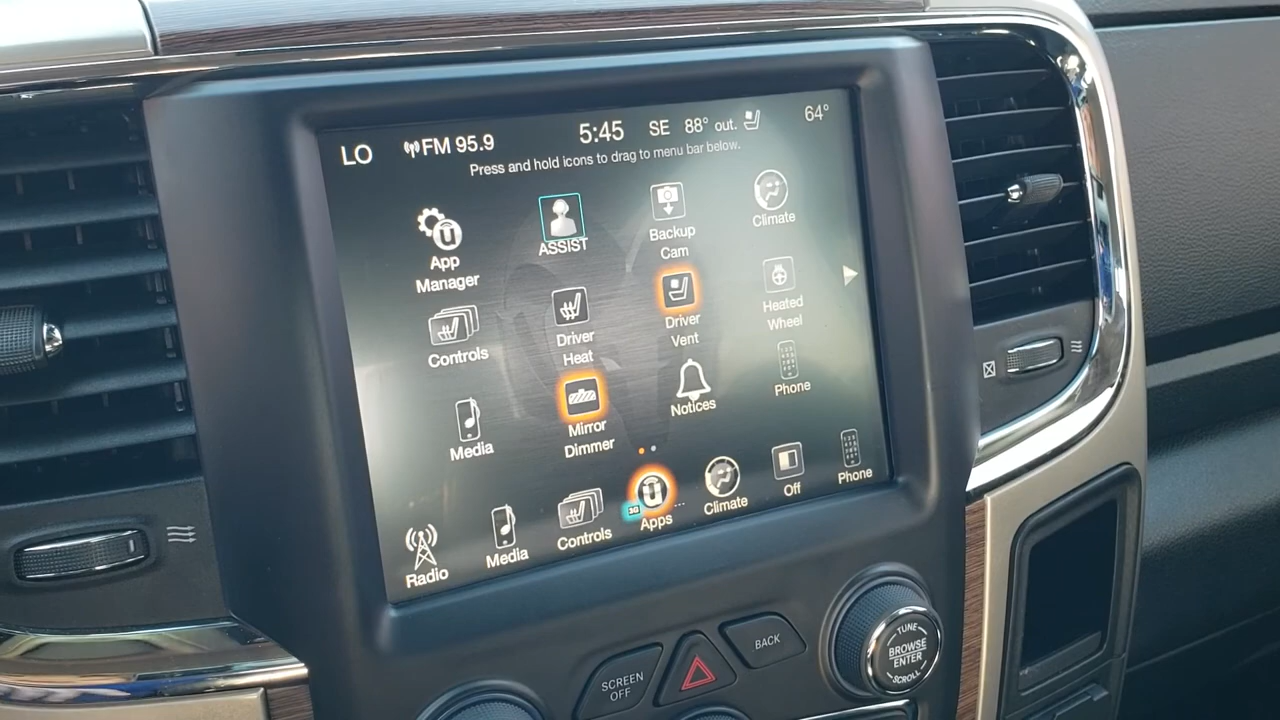 LO
FM 95.9
5:45
SE
88° out.
64°
Press and hold icons to drag to menu bar below.
App
Manager
ASSIST
Backup
Cam
Climate
Controls
Driver
Heat
Driver
Vent
Heated
Wheel
Media
Mirror
Dimmer
Notices
Phone
Radio
Media
Controls
3G
Apps
Climate
Off
Phone
SCREEN
OFF
BACK
TUNE
BROWSE
ENTER
SCROLL